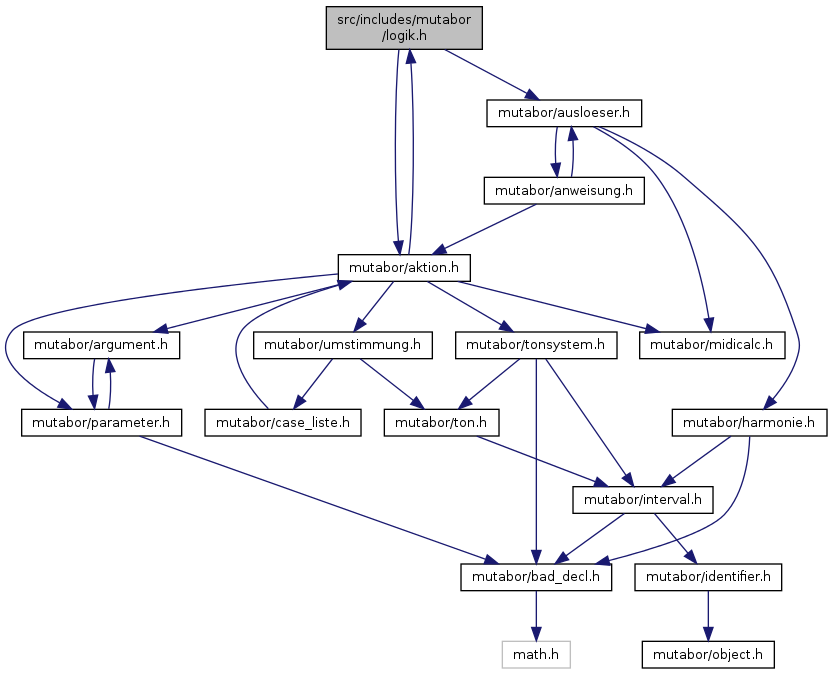 src/includes/mutabor
/logik.h
mutabor/ausloeser.h
mutabor/anweisung.h
mutabor/aktion.h
mutabor/argument.h
mutabor/umstimmung.h
mutabor/tonsystem.h
mutabor/midicalc.h
mutabor/parameter.h
mutabor/case_liste.h
mutabor/ton.h
mutabor/harmonie.h
mutabor/interval.h
mutabor/bad_decl.h
mutabor/identifier.h
math.h
mutabor/object.h